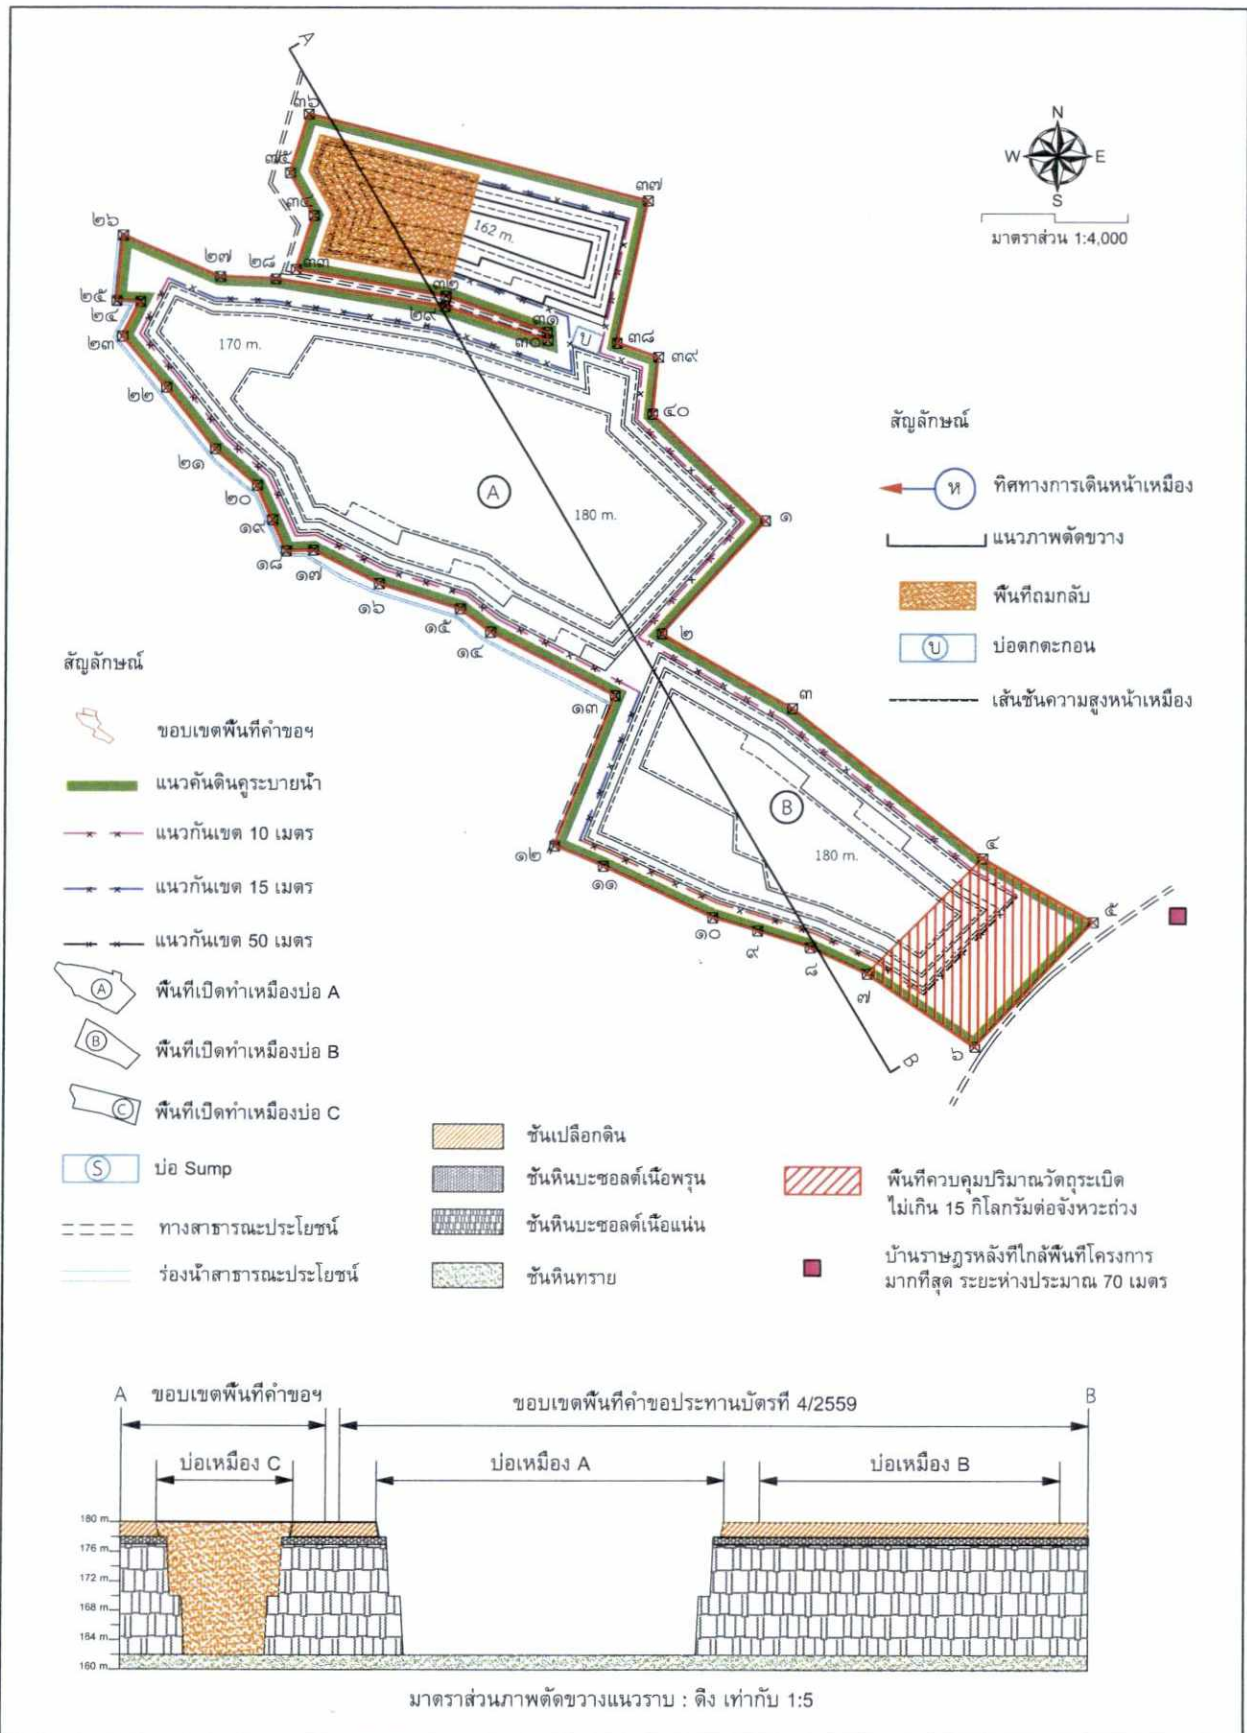 A
N
W E
S
มาตราส่วน 1:4,000
๓๖
๓๕
๓๔
๓๓
๓๗
162 m.
๒๖
๒๗
๒๘
๓๒
๒๙
๓๑
๓๐
บ
๓๘
๓๙
๔๐
๒๕
๒๔
๒๓
๒๒
๒๑
๒๐
๑๙
๑๘
๑๗
๑๖
๑๕
๑๔
๑๓
170 m.
A
180 m.
๑
๒
๓
๔
๕
๖
๗
๘
๙
๑๐
๑๑
๑๒
B
180 m.
B
สัญลักษณ์
ห ทิศทางการเดินหน้าเหมือง
แนวภาพตัดขวาง
พื้นที่ถมกลับ
บ บ่อตกตะกอน
เส้นชั้นความสูงหน้าเหมือง
สัญลักษณ์
ขอบเขตพื้นที่คำขอฯ
แนวคันดินคูระบายน้ำ
แนวกันเขต 10 เมตร
แนวกันเขต 15 เมตร
แนวกันเขต 50 เมตร
A พื้นที่เปิดทำเหมืองบ่อ A
B พื้นที่เปิดทำเหมืองบ่อ B
C พื้นที่เปิดทำเหมืองบ่อ C
S บ่อ Sump
ทางสาธารณะประโยชน์
ร่องน้ำสาธารณะประโยชน์
ชั้นเปลือกดิน
ชั้นหินบะซอลต์เนื้อพรุน
ชั้นหินบะซอลต์เนื้อแน่น
ชั้นหินทราย
พื้นที่ควบคุมปริมาณวัตถุระเบิด
ไม่เกิน 15 กิโลกรัมต่อจังหวะถ่วง
บ้านราษฎรหลังที่ใกล้พื้นที่โครงการ
มากที่สุด ระยะห่างประมาณ 70 เมตร
A ขอบเขตพื้นที่คำขอฯ ขอบเขตพื้นที่คำขอประทานบัตรที่ 4/2559 B
บ่อเหมือง C บ่อเหมือง A บ่อเหมือง B
180 m.
176 m.
172 m.
168 m.
164 m.
160 m.
มาตราส่วนภาพตัดขวางแนวราบ : ดิ่ง เท่ากับ 1:5